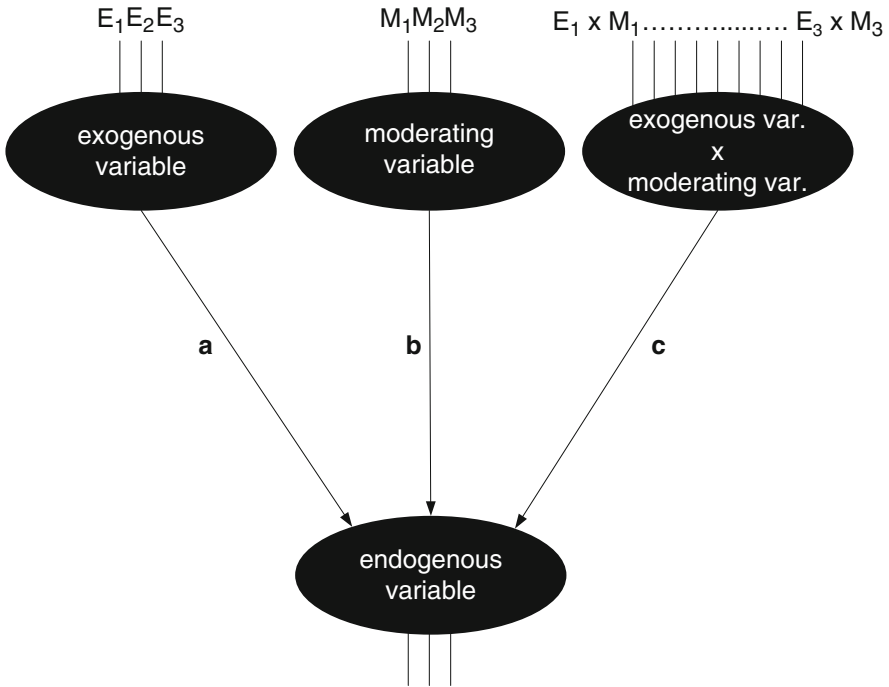 E₁E₂E₃
M₁M₂M₃
E₁ x M₁..................... E₃ x M₃
exogenous
variable
moderating
variable
exogenous var.
x
moderating var.
a
b
c
endogenous
variable